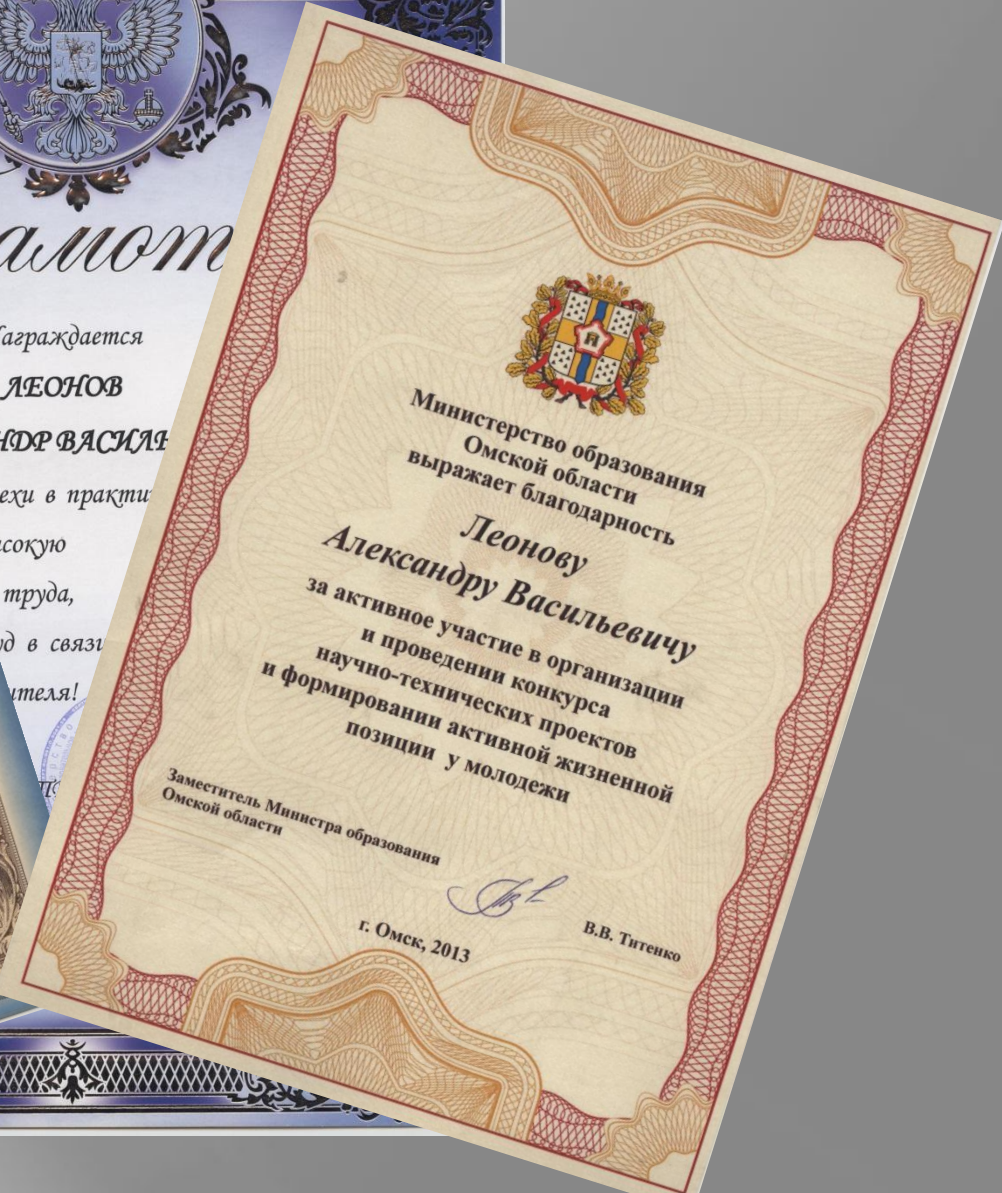 Награждается
ЛЕОНОВ
труда,
Министерство образования
Омской области
выражает благодарность
Леонову
Александру Васильевичу
за активное участие в организации
и проведении конкурса
научно-технических проектов
и формировании активной жизненной
позиции у молодежи
Заместитель Министра образования
Омской области
В.В. Титенко
г. Омск, 2013